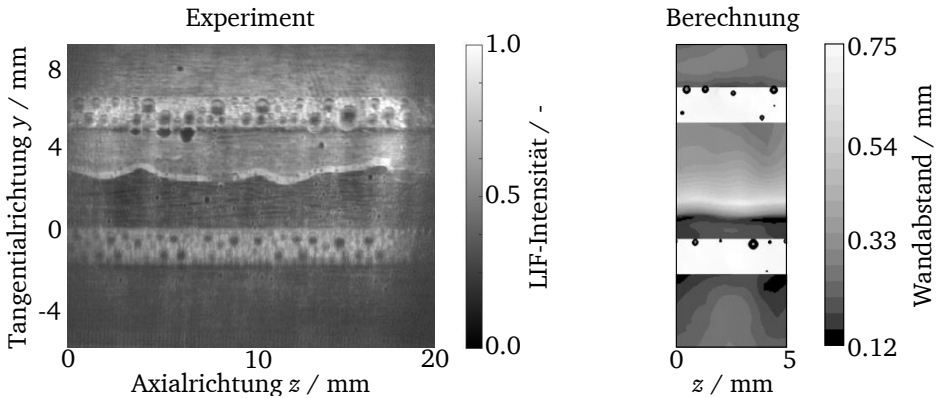 Experiment
Tangentialrichtung y / mm
8
4
0
-4
0
10
20
Axialrichtung z / mm
1.0
0.5
0.0
LIF-Intensität / -
Berechnung
0
5
z / mm
0.75
0.54
0.33
0.12
Wandabstand / mm